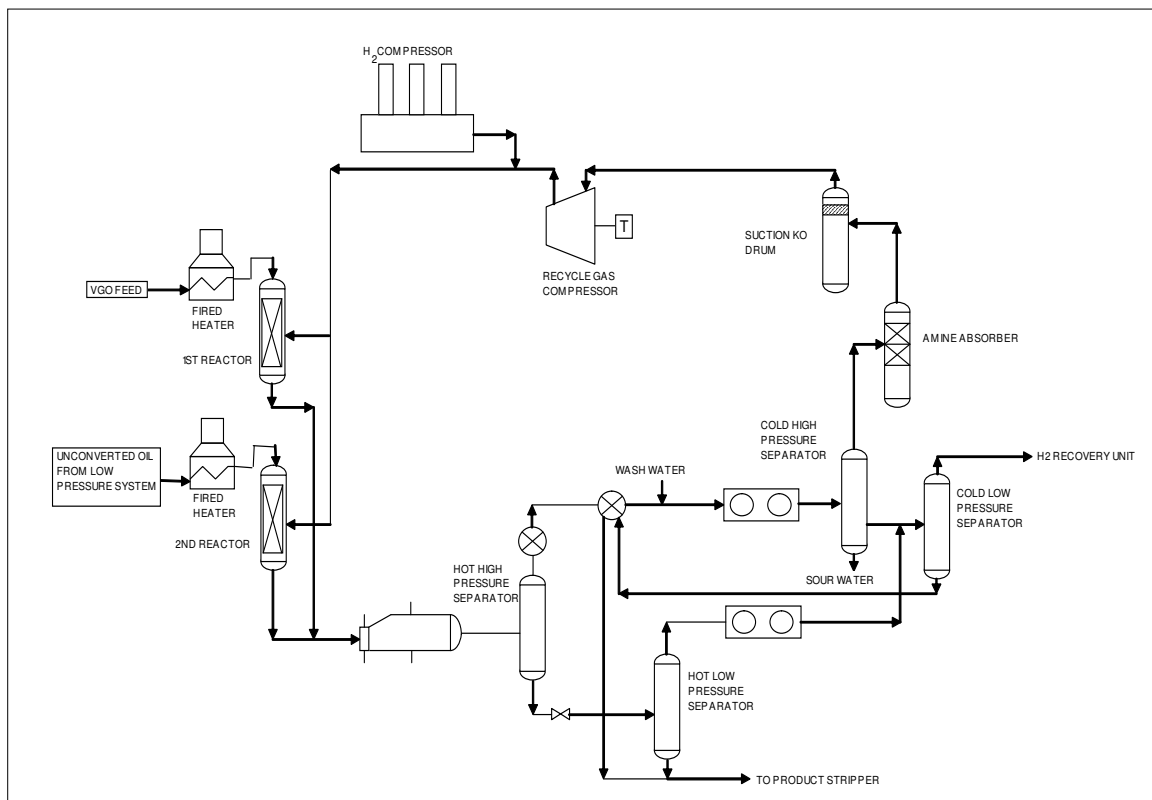 H2COMPRESSOR
T
RECYCLE GAS
COMPRESSOR
SUCTION KO
DRUM
AMINE ABSORBER
VGO FEED
FIRED
HEATER
1ST REACTOR
UNCONVERTED OIL
FROM LOW
PRESSURE SYSTEM
FIRED
HEATER
2ND REACTOR
COLD HIGH
PRESSURE
SEPARATOR
WASH WATER
H2 RECOVERY UNIT
COLD LOW
PRESSURE
SEPARATOR
SOUR WATER
HOT HIGH
PRESSURE
SEPARATOR
HOT LOW
PRESSURE
SEPARATOR
TO PRODUCT STRIPPER